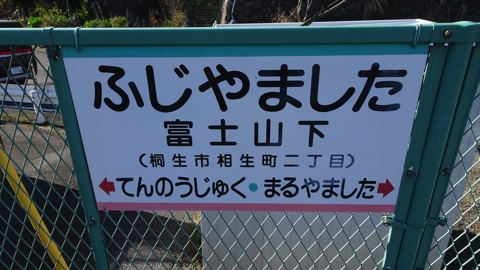 ふじやました
富士山下
(桐生市相生町二丁目)
←てんのうじゅく・まるやました→